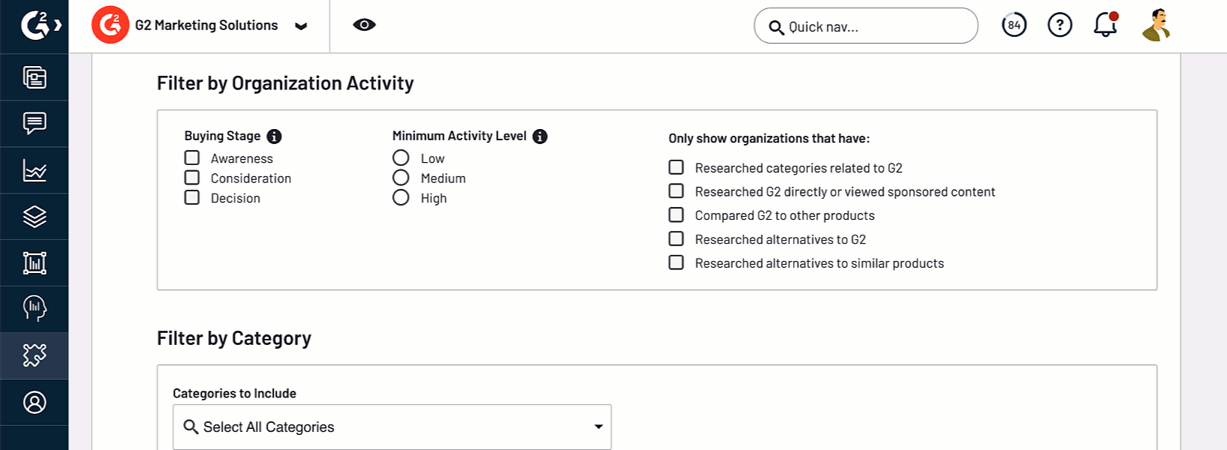 G2 Marketing Solutions
Quick nav...
84
Filter by Organization Activity
Buying Stage
Awareness
Consideration
Decision
Minimum Activity Level
Low
Medium
High
Only show organizations that have:
Researched categories related to G2
Researched G2 directly or viewed sponsored content
Compared G2 to other products
Researched alternatives to G2
Researched alternatives to similar products
Filter by Category
Categories to Include
Select All Categories